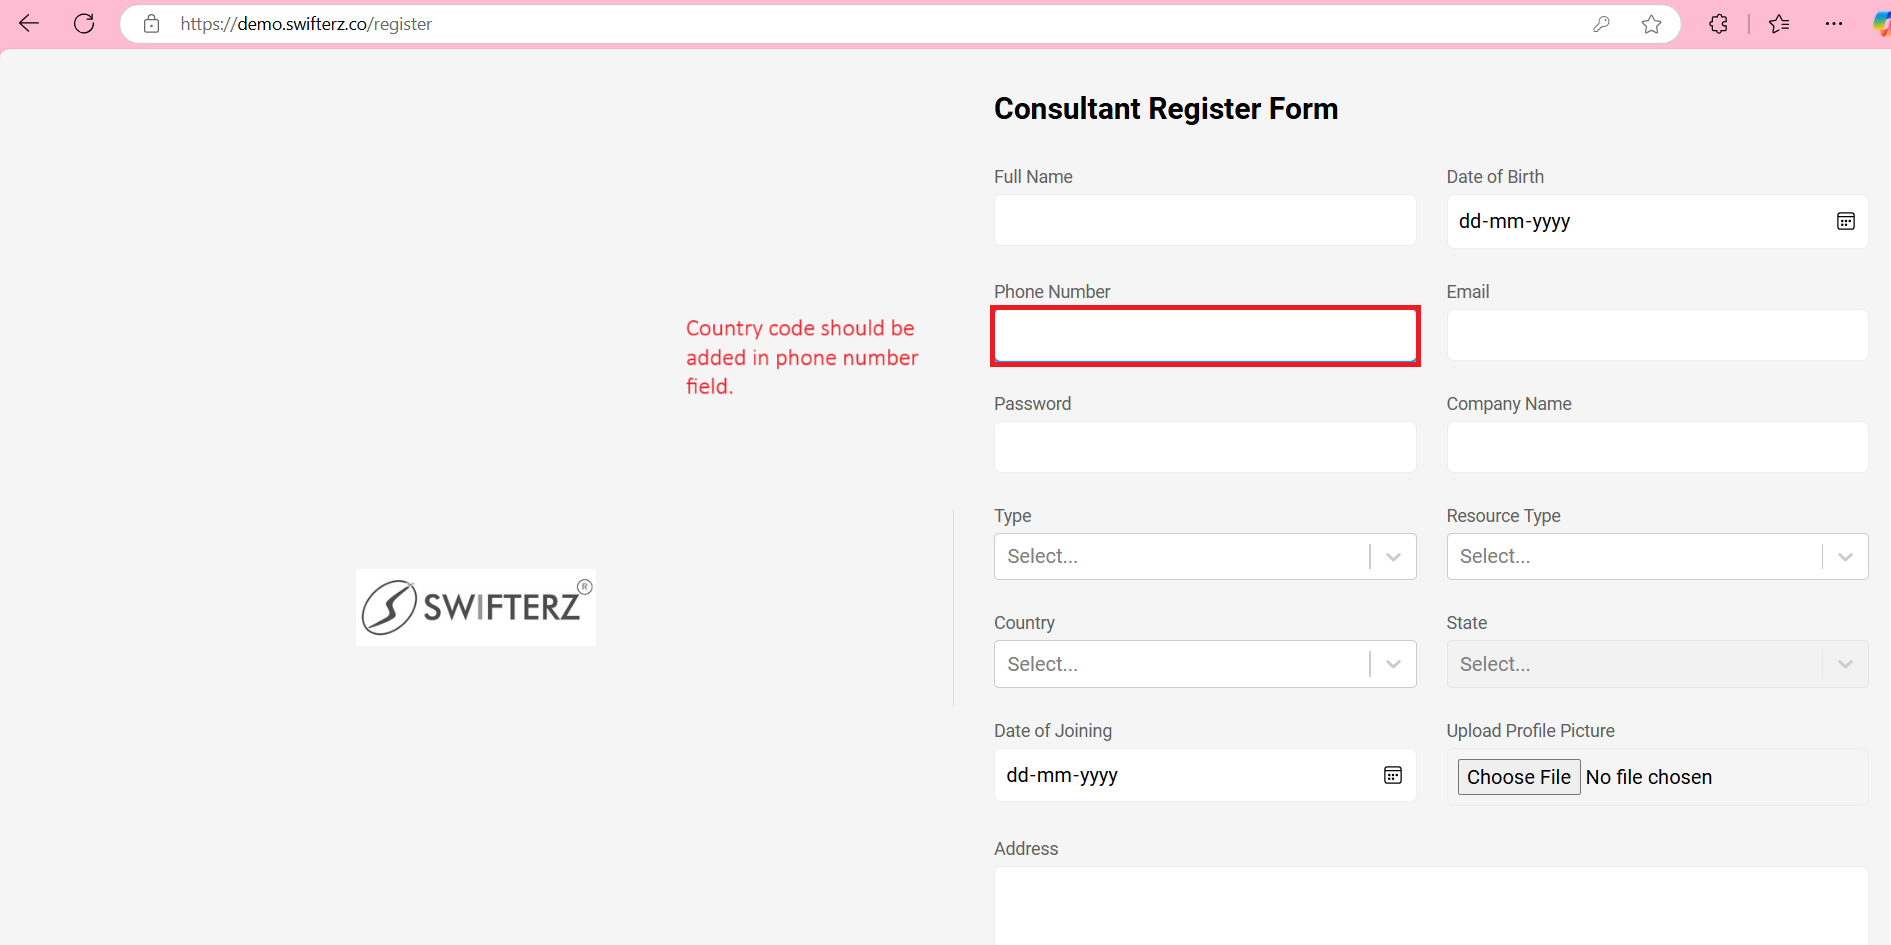 https://demo.swifterz.co/register
Consultant Register Form
Full Name
Date of Birth
dd-mm-yyyy
Phone Number
Email
Country code should be
added in phone number
field.
Password
Company Name
Type
Resource Type
Select...
Select...
SWIFTERZ®
Country
State
Select...
Select...
Date of Joining
Upload Profile Picture
dd-mm-yyyy
Choose File No file chosen
Address